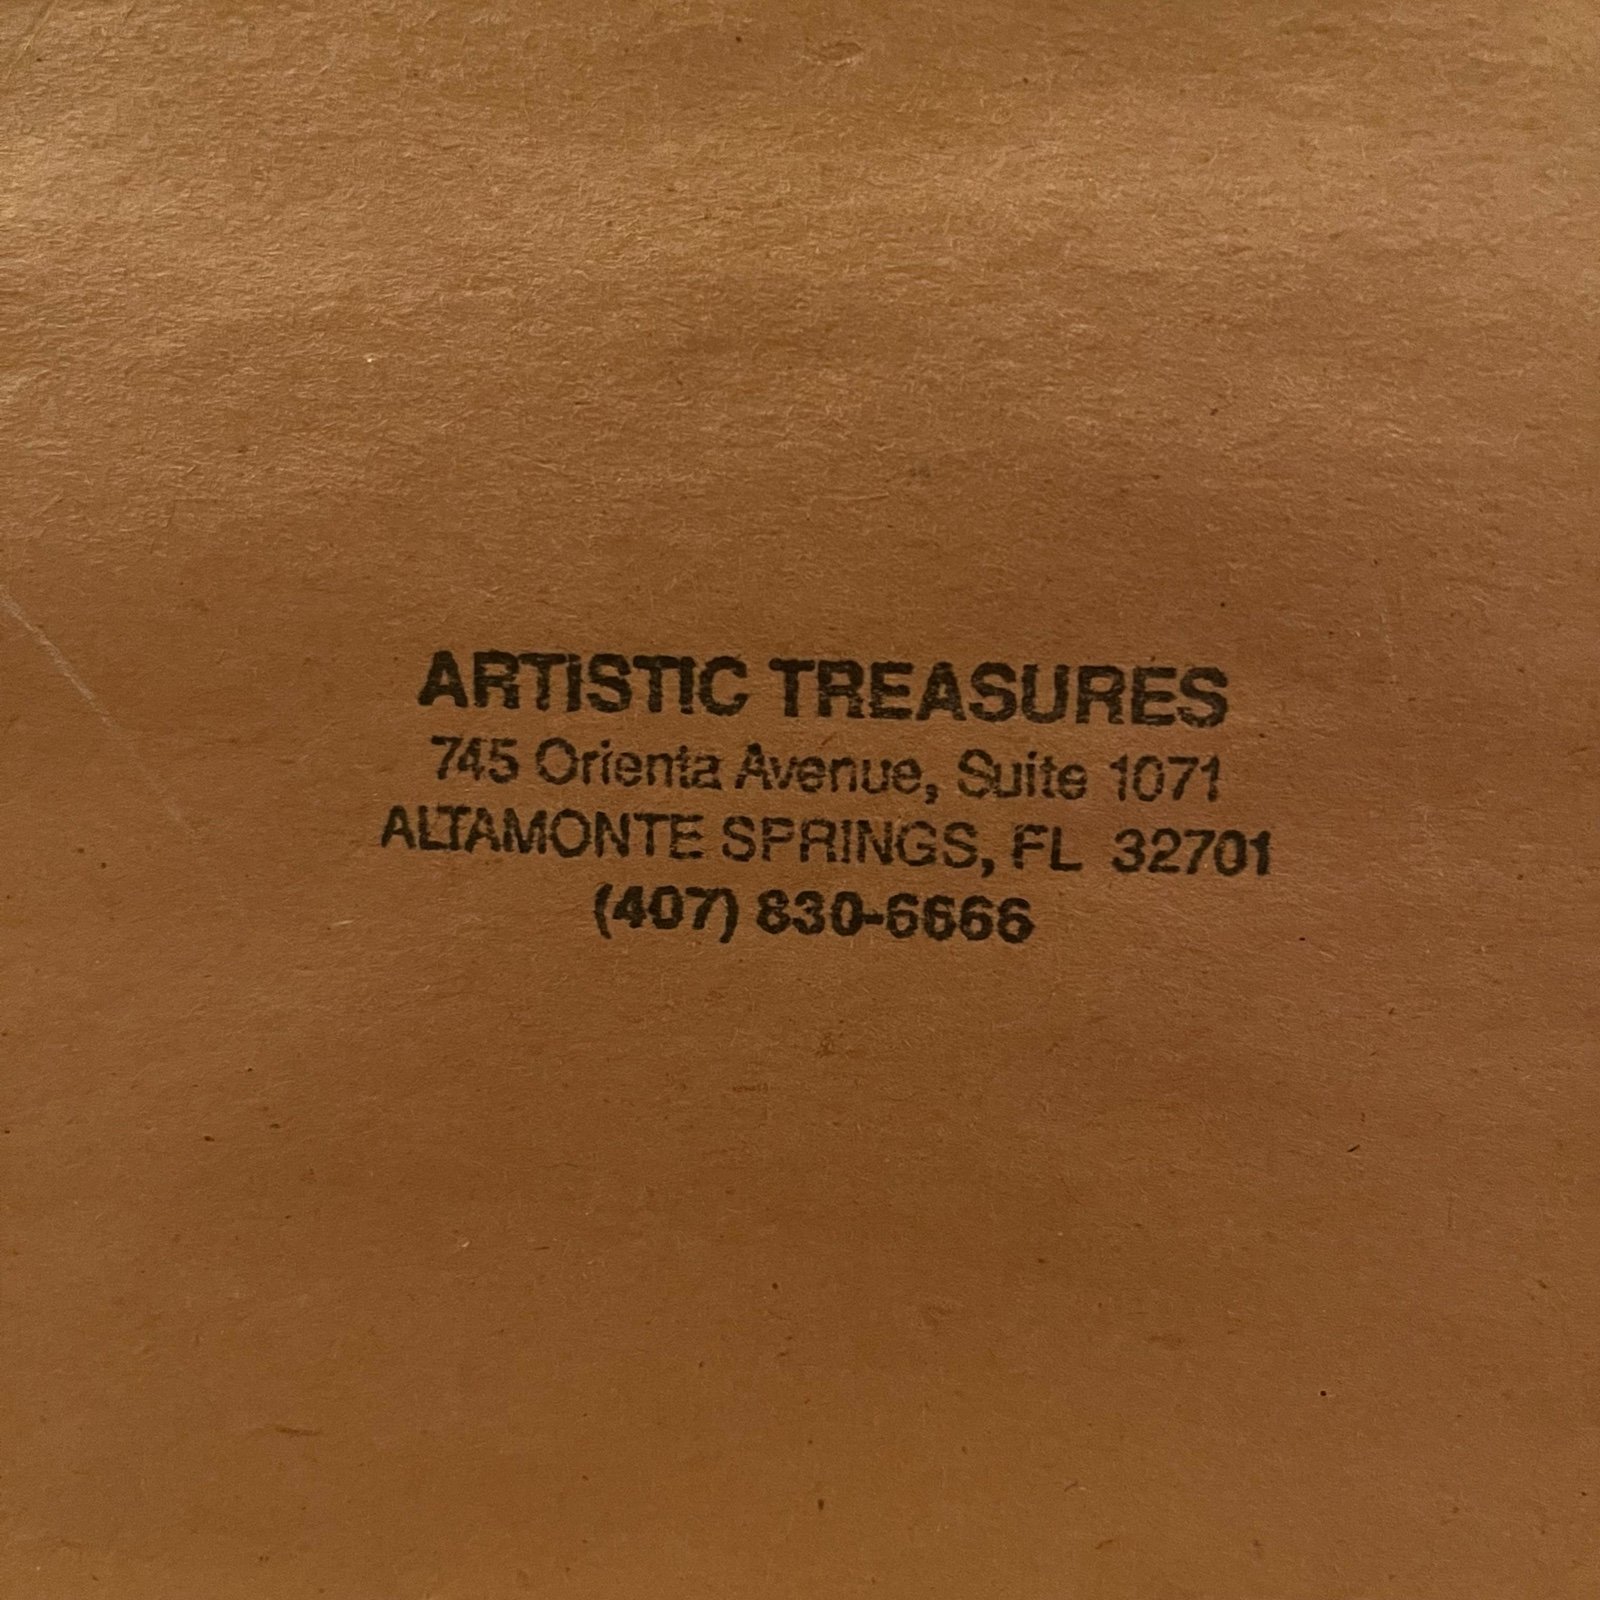 ARTISTIC TREASURES
745 Orienta Avenue, Suite 1071
ALTAMONTE SPRINGS, FL 32701
(407) 830-6666